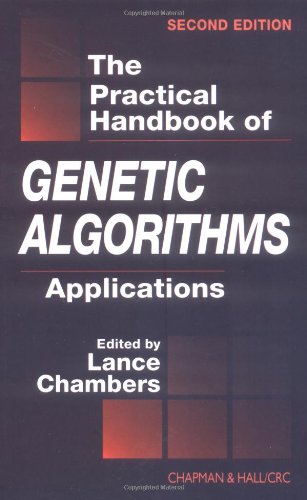 SECOND EDITION
The
Practical
Handbook of
GENETIC
ALGORITHMS
Applications
Edited by
Lance
Chambers
CHAPMAN & HALL/CRC